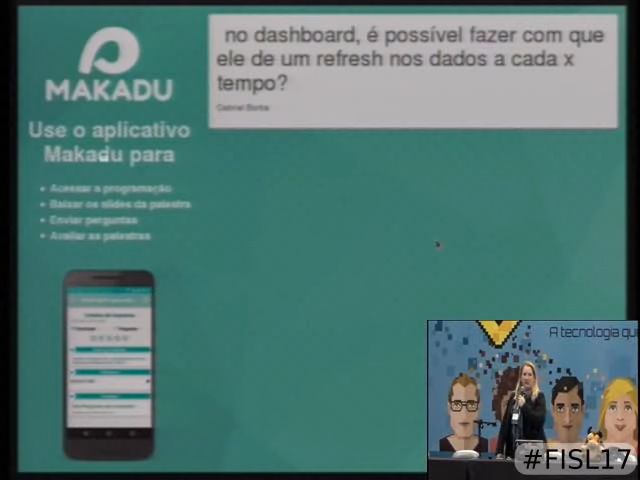 no dashboard, é possível fazer com que
ele de um refresh nos dados a cada x
tempo?
Gabriel Borba
MAKADU
Use o aplicativo
Makadu para
Acessar a programação
Baixar os slides da palestra
Enviar perguntas
Avaliar as palestras
A tecnologia que
#FISL17